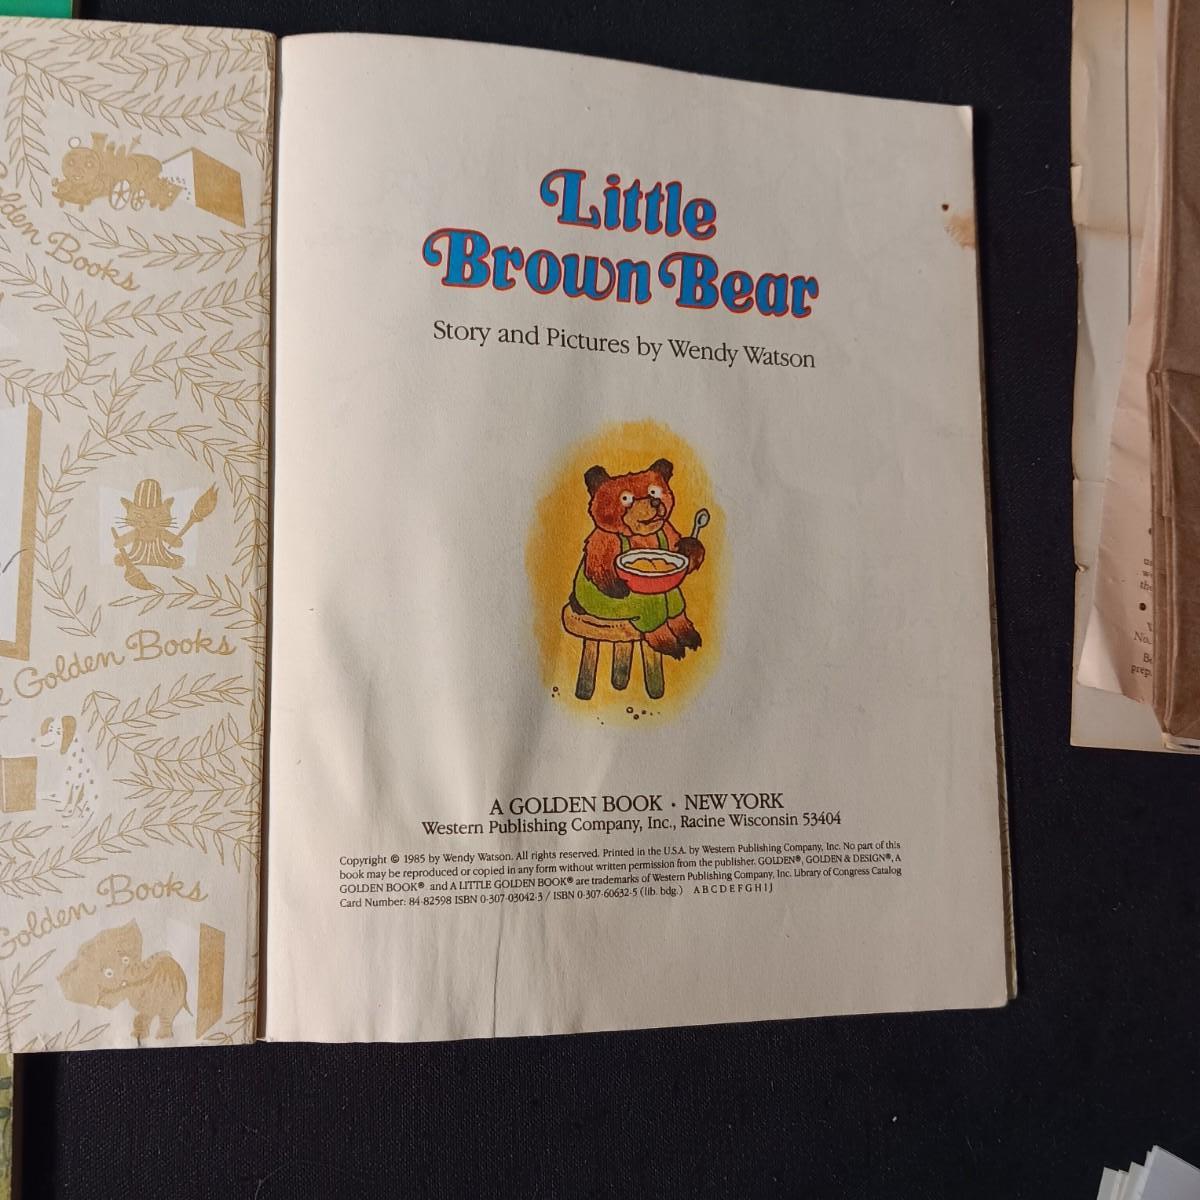 Golden Books
Golden Books
Golden Books
Little
Brown Bear
Story and Pictures by Wendy Watson
A GOLDEN BOOK · NEW YORK
Western Publishing Company, Inc., Racine Wisconsin 53404
Copyright © 1985 by Wendy Watson. All rights reserved. Printed in the U.S.A. by Western Publishing Company, Inc. No part of this
book may be reproduced or copied in any form without written permission from the publisher. GOLDEN®, GOLDEN & DESIGN®, A
GOLDEN BOOK® and A LITTLE GOLDEN BOOK® are trademarks of Western Publishing Company, Inc. Library of Congress Catalog
Card Number: 84-82598 ISBN 0-307-03042-3 / ISBN 0-307-60632-5 (lib. bdg.) A B C D E F G H I J
No.